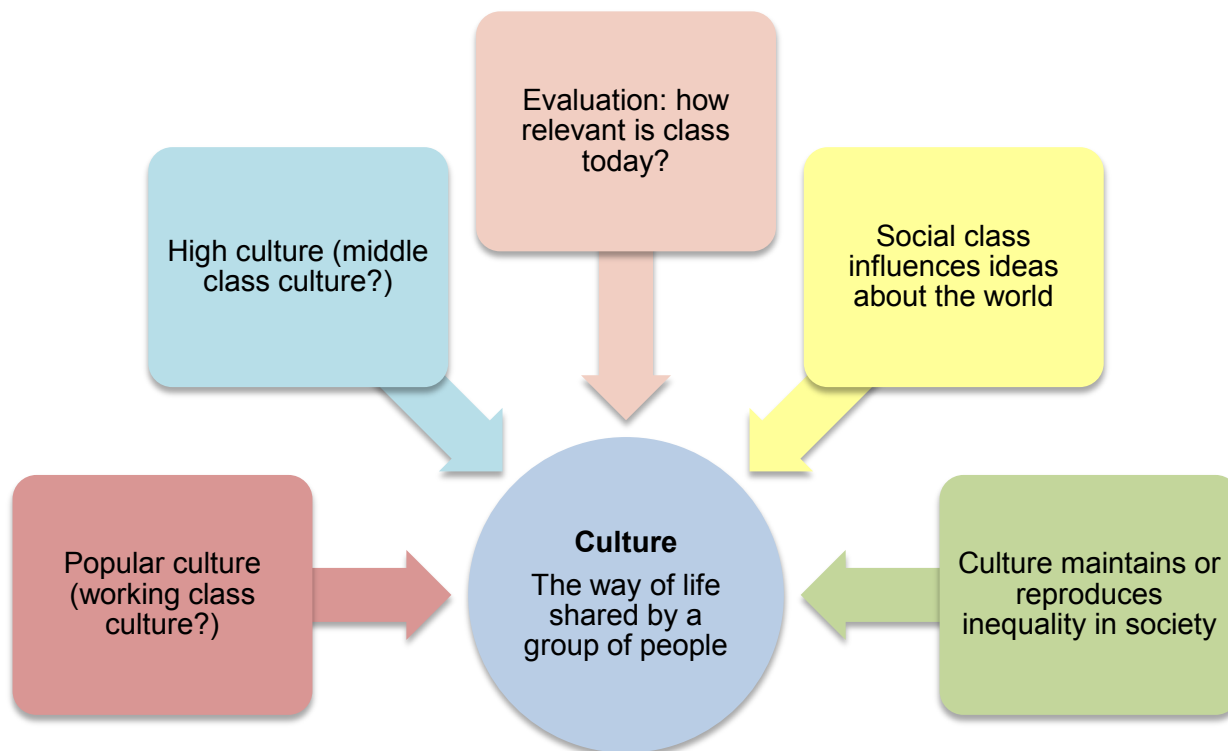 Evaluation: how
relevant is class
today?
High culture (middle
class culture?)
Social class
influences ideas
about the world
Popular culture
(working class
culture?)
Culture
The way of life
shared by a
group of people
Culture maintains or
reproduces
inequality in society